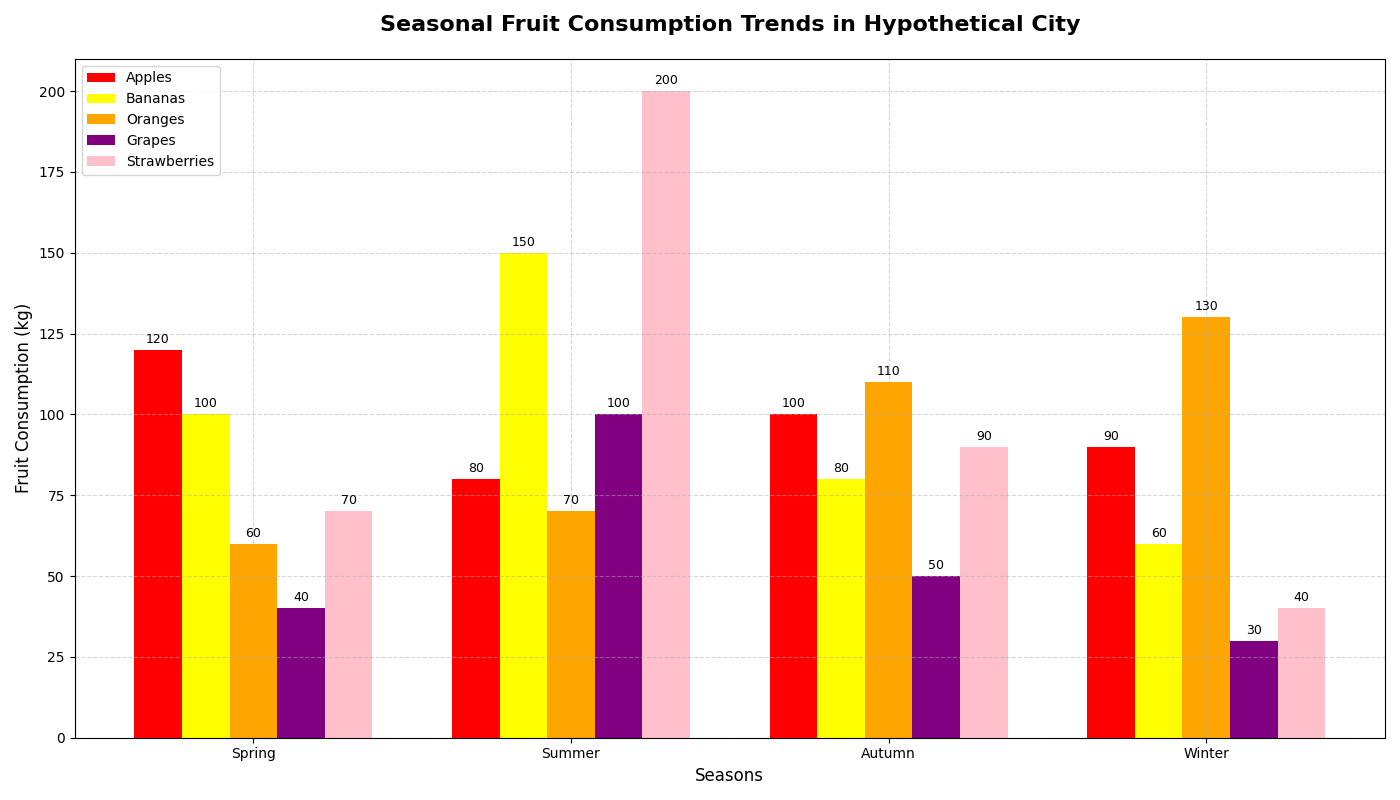 Seasonal Fruit Consumption Trends in Hypothetical City
Apples
Bananas
Oranges
Grapes
Strawberries
Fruit Consumption (kg)
200
175
150
125
100
75
50
25
0
120
100
60
40
70
80
150
70
100
200
100
80
110
50
90
90
60
130
30
40
Spring
Summer
Autumn
Winter
Seasons